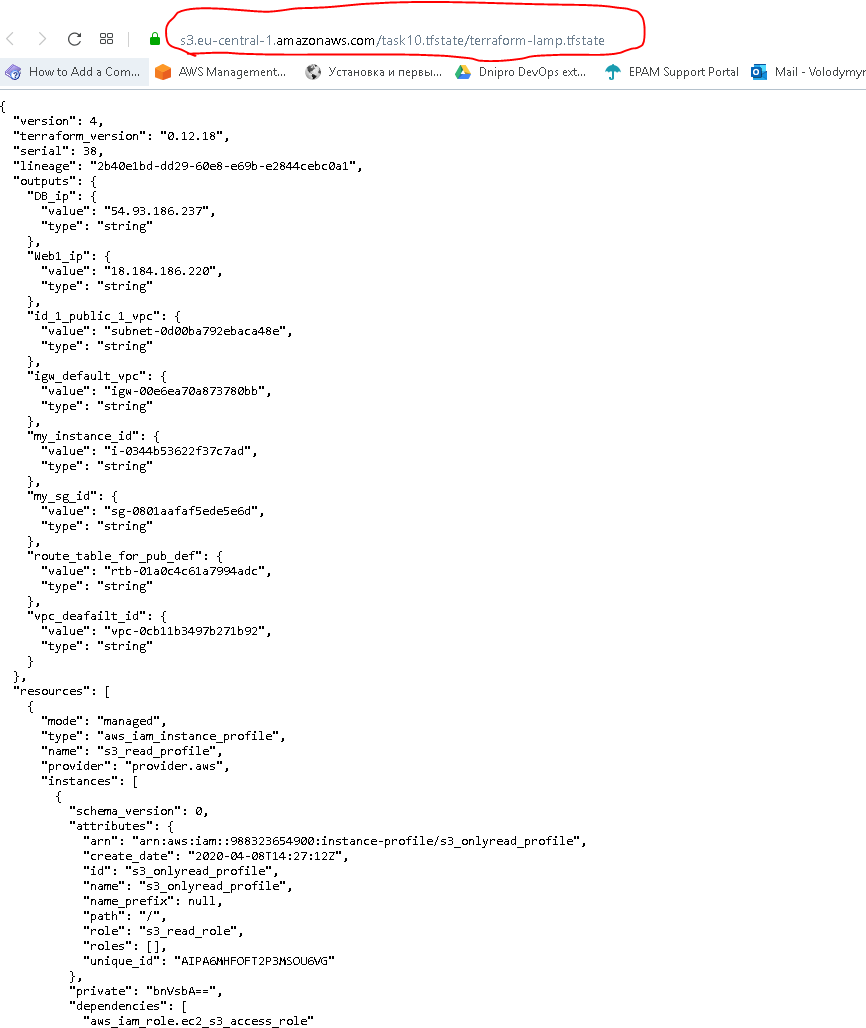 s3.eu-central-1.amazonaws.com/task10.tfstate/terraform-lamp.tfstate
How to Add a Com... AWS Management... Установка и первы... Dnipro DevOps ext... EPAM Support Portal Mail - Volodymyr
{
"version": 4,
"terraform_version": "0.12.18",
"serial": 38,
"lineage": "2b40e1bd-dd29-60e8-e69b-e2844cebc0a1",
"outputs": {
"DB_ip": {
"value": "54.93.186.237",
"type": "string"
},
"Web1_ip": {
"value": "18.184.186.220",
"type": "string"
},
"id_1_public_1_vpc": {
"value": "subnet-0d00ba792ebaca48e",
"type": "string"
},
"igw_default_vpc": {
"value": "igw-00e6ea70a873780bb",
"type": "string"
},
"my_instance_id": {
"value": "i-0344b53622f37c7ad",
"type": "string"
},
"my_sg_id": {
"value": "sg-0801aafaf5ede5e6d",
"type": "string"
},
"route_table_for_pub_def": {
"value": "rtb-01a0c4c61a7994adc",
"type": "string"
},
"vpc_deafailt_id": {
"value": "vpc-0cb11b3497b271b92",
"type": "string"
}
},
"resources": [
{
"mode": "managed",
"type": "aws_iam_instance_profile",
"name": "s3_read_profile",
"provider": "provider.aws",
"instances": [
{
"schema_version": 0,
"attributes": {
"arn": "arn:aws:iam::988323654900:instance-profile/s3_onlyread_profile",
"create_date": "2020-04-08T14:27:12Z",
"id": "s3_onlyread_profile",
"name": "s3_onlyread_profile",
"name_prefix": null,
"path": "/",
"role": "s3_read_role",
"roles": [],
"unique_id": "AIPA6MHFOFT2P3MSOU6VG"
},
"private": "bnVsbA==",
"dependencies": [
"aws_iam_role.ec2_s3_access_role"